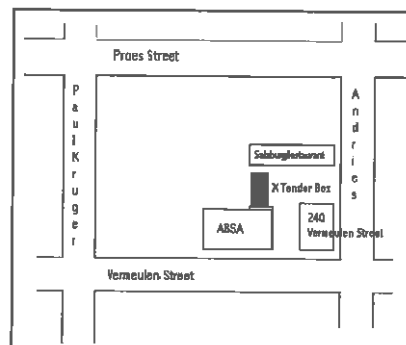 Proes Street
Paul Kruger
Andries
Salzburg Restaurant
X Tender Box
ABSA
240
Vermeulen Street
Vermeulen Street